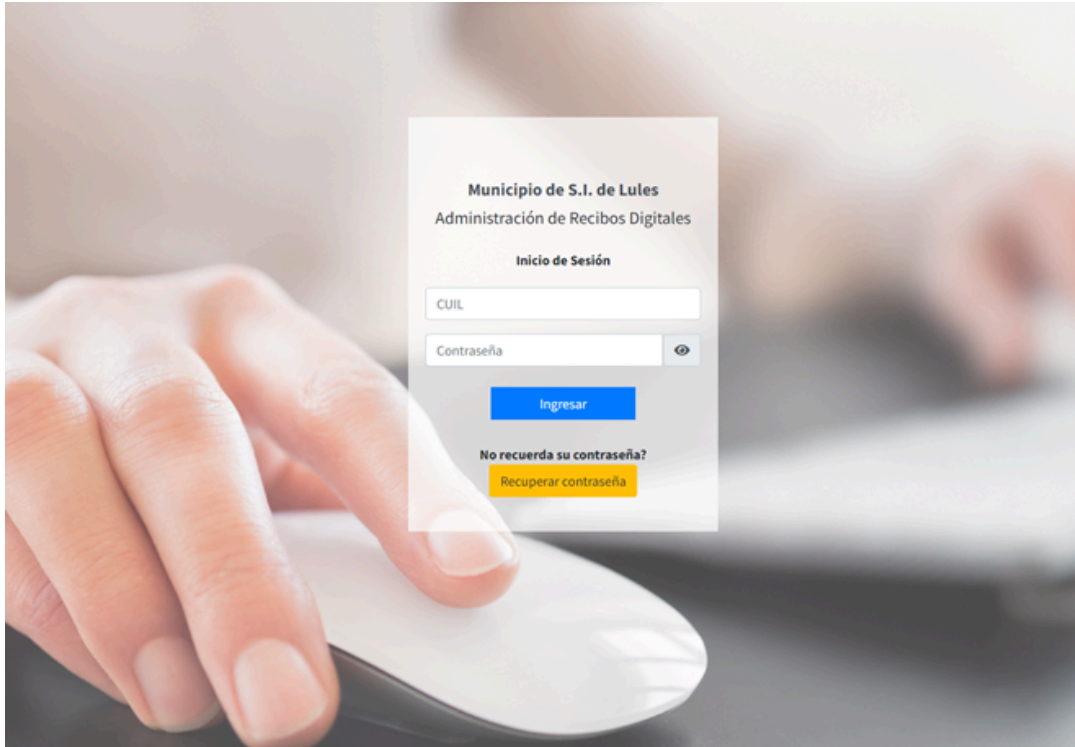 Municipio de S.I. de Lules
Administración de Recibos Digitales
Inicio de Sesión
CUIL
Contraseña
Ingresar
No recuerda su contraseña?
Recuperar contraseña